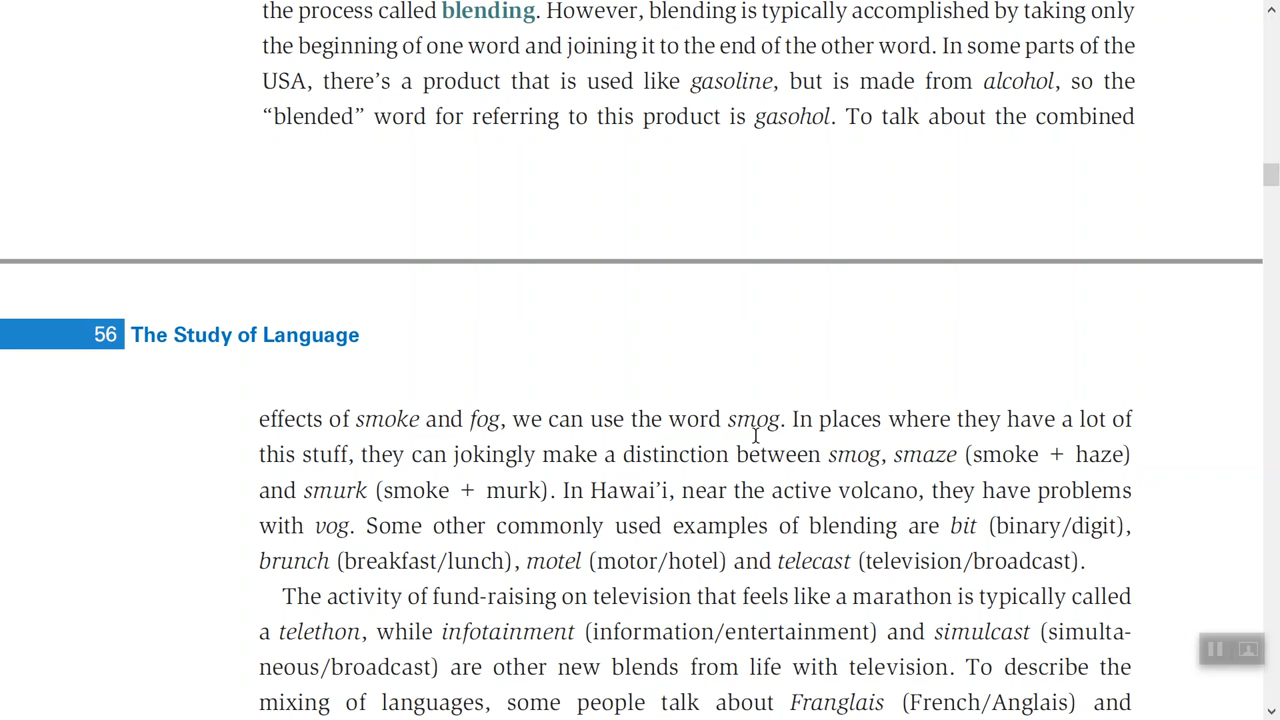 the process called blending. However, blending is typically accomplished by taking only
the beginning of one word and joining it to the end of the other word. In some parts of the
USA, there’s a product that is used like gasoline, but is made from alcohol, so the
“blended” word for referring to this product is gasohol. To talk about the combined
56 The Study of Language
effects of smoke and fog, we can use the word smog. In places where they have a lot of
this stuff, they can jokingly make a distinction between smog, smaze (smoke + haze)
and smurk (smoke + murk). In Hawai’i, near the active volcano, they have problems
with vog. Some other commonly used examples of blending are bit (binary/digit),
brunch (breakfast/lunch), motel (motor/hotel) and telecast (television/broadcast).
The activity of fund-raising on television that feels like a marathon is typically called
a telethon, while infotainment (information/entertainment) and simulcast (simulta-
neous/broadcast) are other new blends from life with television. To describe the
mixing of languages, some people talk about Franglais (French/Anglais) and